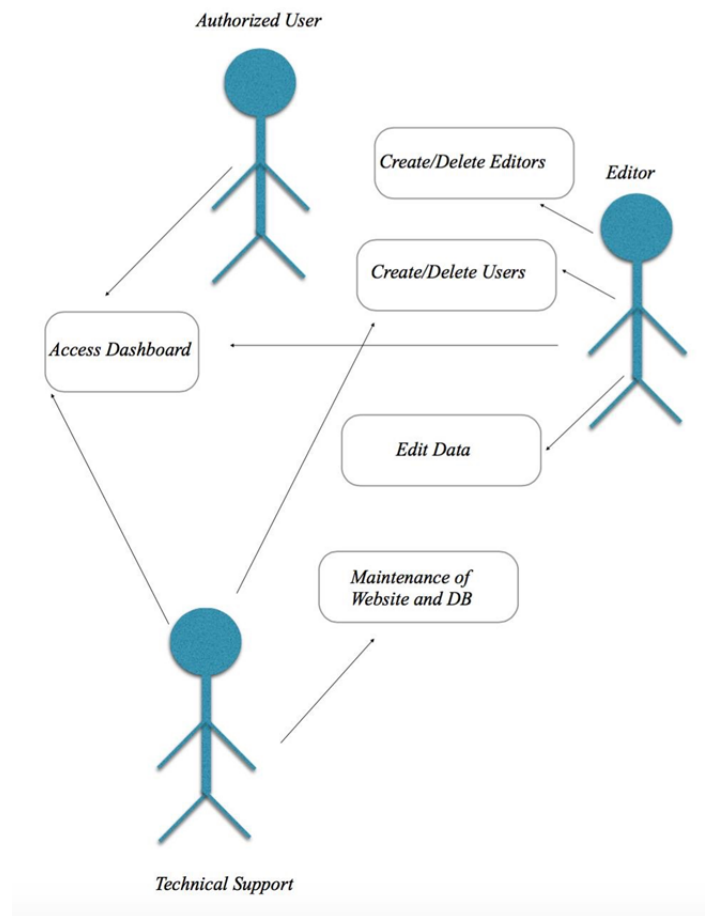 Authorized User
Create/Delete Editors
Editor
Create/Delete Users
Access Dashboard
Edit Data
Maintenance of
Website and DB
Technical Support